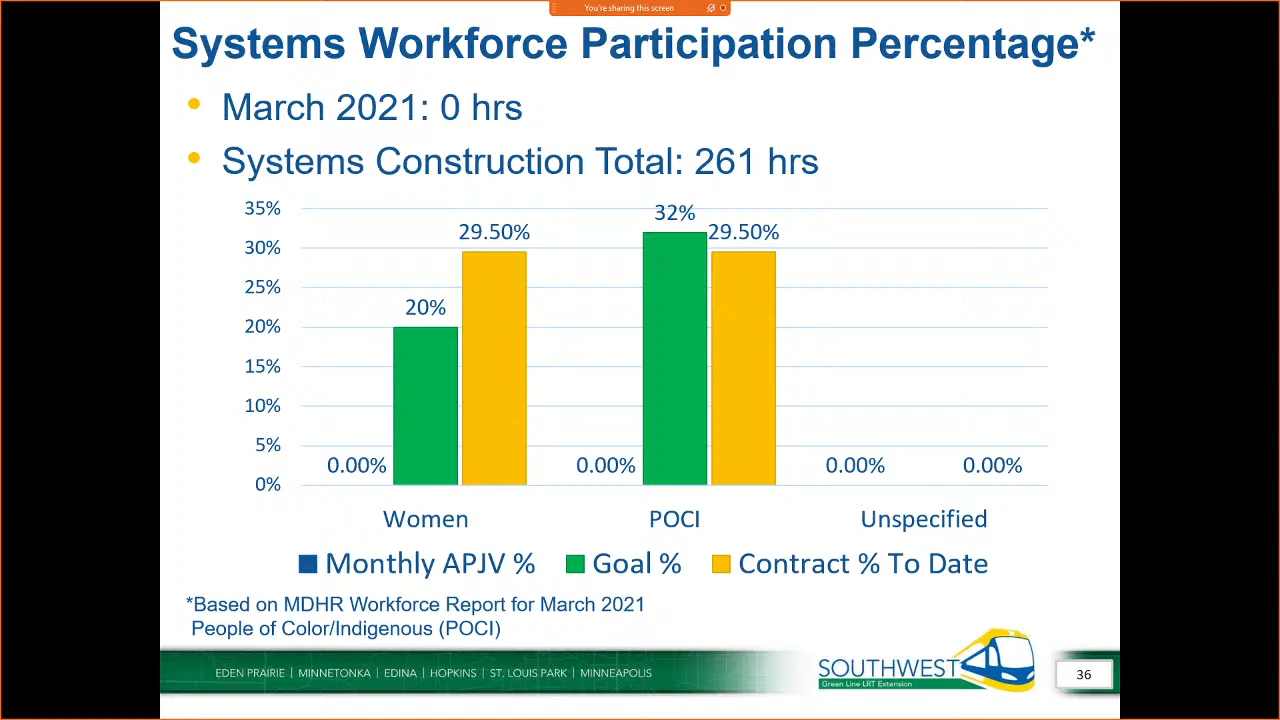 You're sharing this screen
Systems Workforce Participation Percentage*
• March 2021: 0 hrs
• Systems Construction Total: 261 hrs
35%
30%
25%
20%
15%
10%
5%
0%
0.00%
20%
29.50%
0.00%
32%
29.50%
0.00%
0.00%
Women
POCI
Unspecified
Monthly APJV %
Goal %
Contract % To Date
*Based on MDHR Workforce Report for March 2021
People of Color/Indigenous (POCI)
EDEN PRAIRIE | MINNETONKA | EDINA | HOPKINS | ST. LOUIS PARK | MINNEAPOLIS
SOUTHWEST
Green Line LRT Extension
36